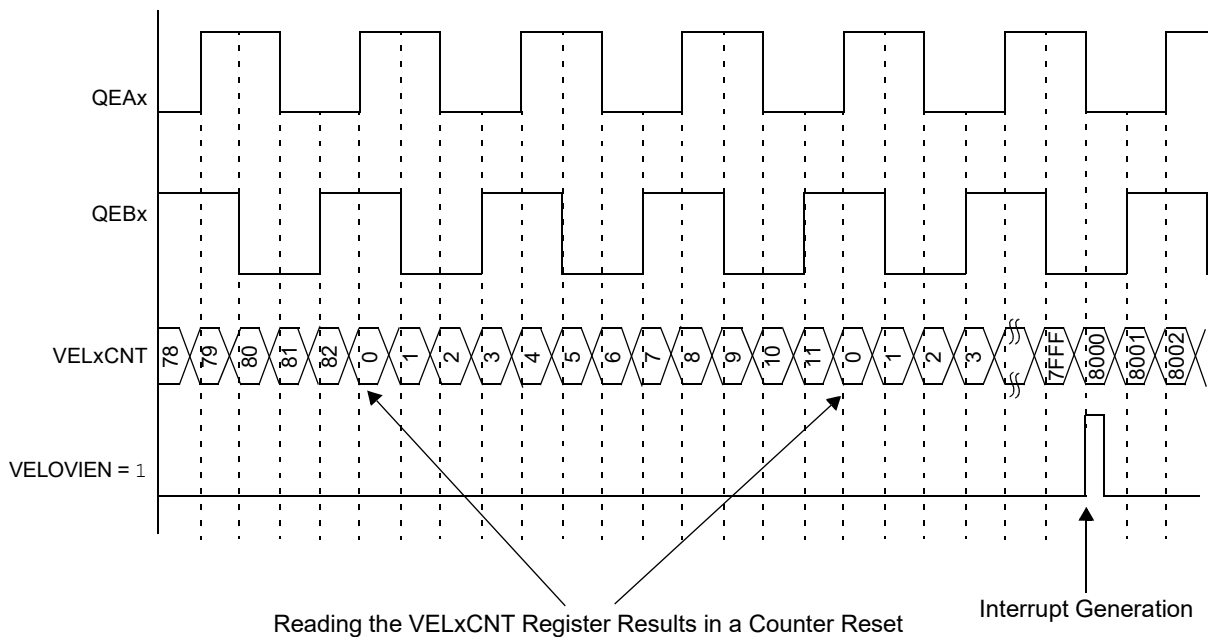 QEAx
QEBx
VELxCNT 78 79 80 81 82 0 1 2 3 4 5 6 7 8 9 10 11 0 1 2 3 7FFF 8000 8001 8002
VELOVIEN = 1
Reading the VELxCNT Register Results in a Counter Reset
Interrupt Generation